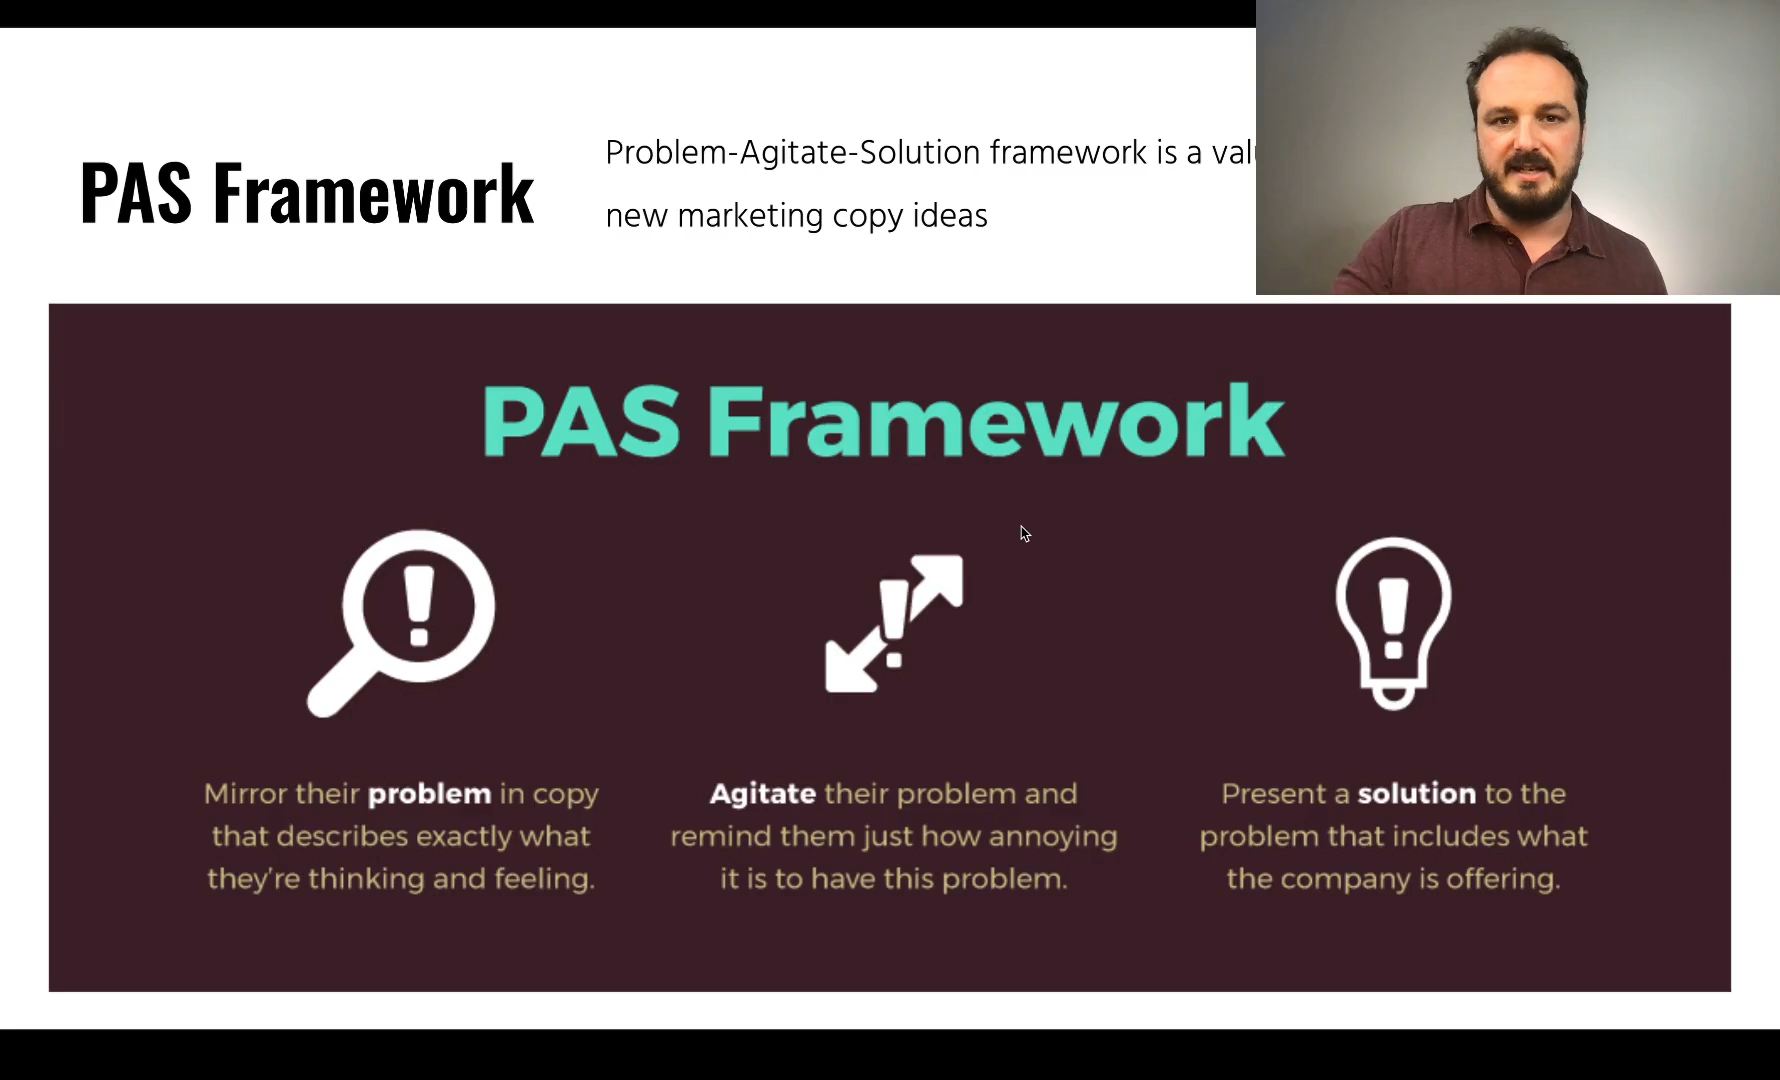 PAS Framework
Problem-Agitate-Solution framework is a
new marketing copy ideas
PAS Framework
Mirror their problem in copy
that describes exactly what
they're thinking and feeling.
Agitate their problem and
remind them just how annoying
it is to have this problem.
Present a solution to the
problem that includes what
the company is offering.